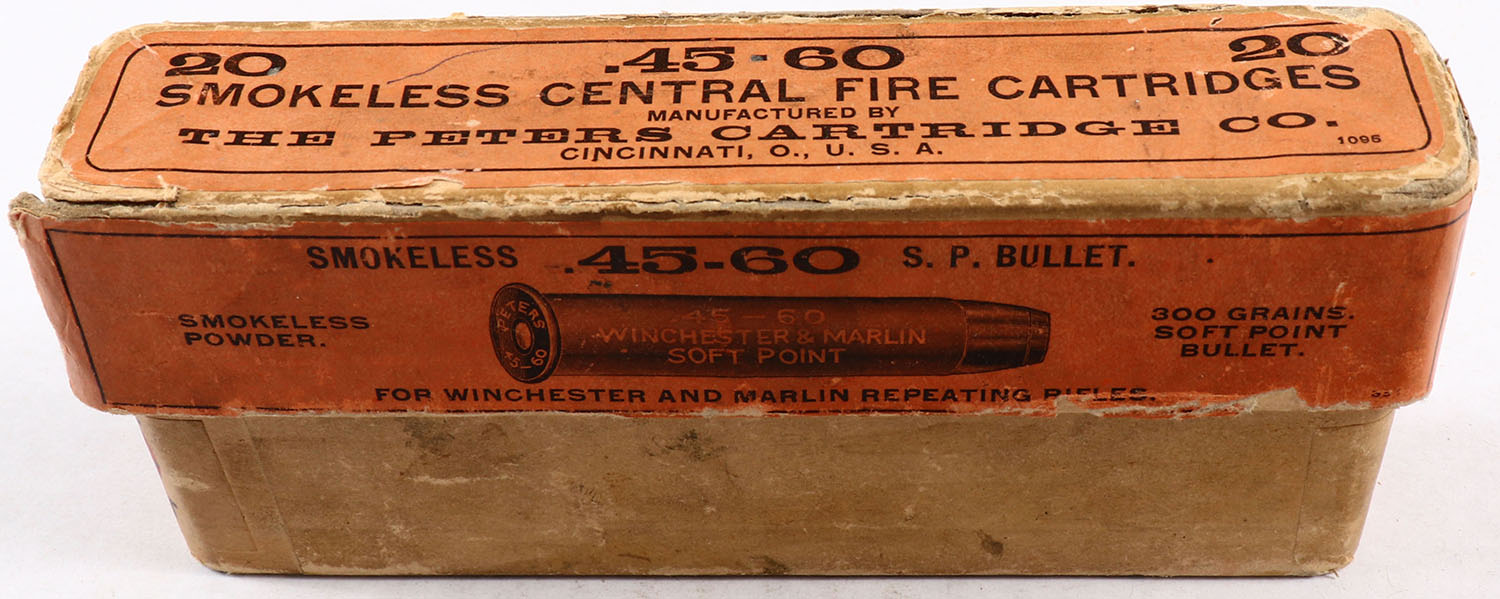 20 .45-60 20
SMOKELESS CENTRAL FIRE CARTRIDGES
MANUFACTURED BY
THE PETERS CARTRIDGE CO.
CINCINNATI, O., U. S. A.
1095
SMOKELESS .45-60 S. P. BULLET.
SMOKELESS
POWDER.
PETERS
45-60
45-60
WINCHESTER & MARLIN
SOFT POINT
300 GRAINS.
SOFT POINT
BULLET.
FOR WINCHESTER AND MARLIN REPEATING RIFLES.